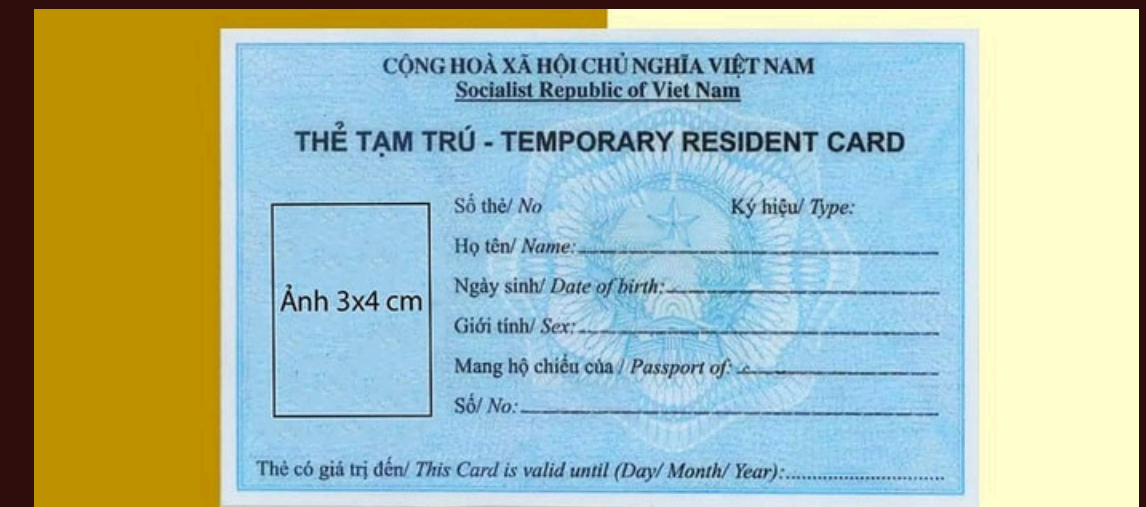 CỘNG HOÀ XÃ HỘI CHỦ NGHĨA VIỆT NAM
Socialist Republic of Viet Nam
THẺ TẠM TRÚ - TEMPORARY RESIDENT CARD
Số thẻ/ No Ký hiệu/ Type:
Họ tên/ Name:
Ngày sinh/ Date of birth:
Giới tính/ Sex:
Ảnh 3x4 cm
Mang hộ chiếu của / Passport of:
Số/ No:
Thẻ có giá trị đến/ This Card is valid until (Day/ Month/ Year):